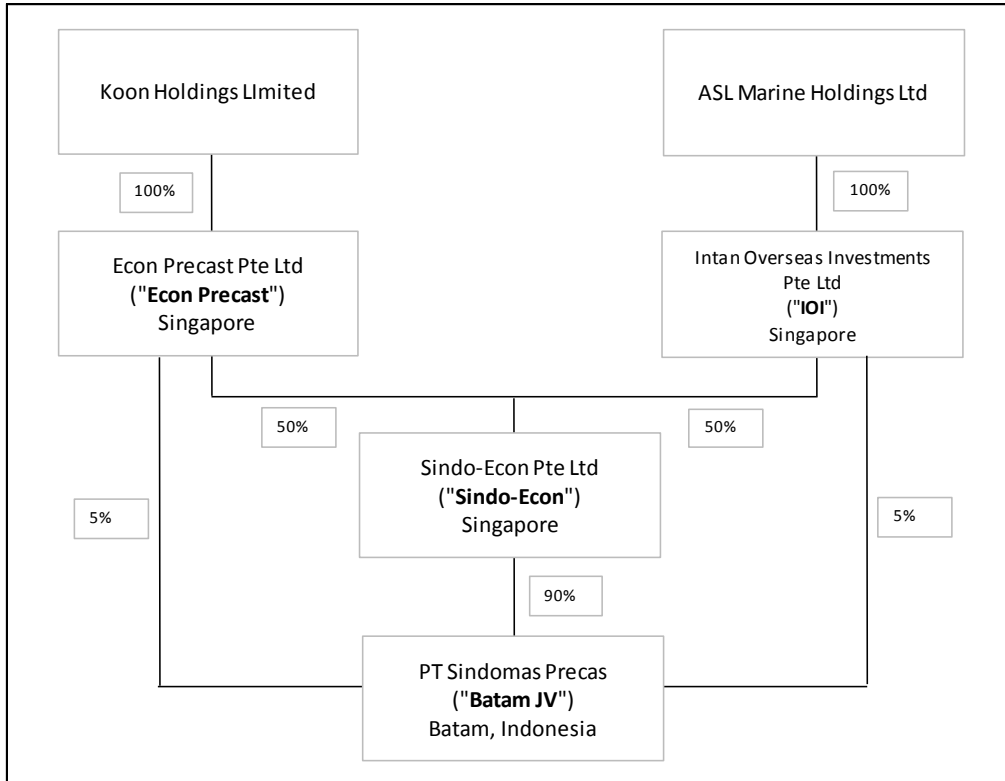 Koon Holdings LImited
ASL Marine Holdings Ltd
100%
100%
Econ Precast Pte Ltd
("Econ Precast")
Singapore
Intan Overseas Investments
Pte Ltd
("IOI")
Singapore
50%
50%
Sindo-Econ Pte Ltd
("Sindo-Econ")
Singapore
5%
5%
90%
PT Sindomas Precas
("Batam JV")
Batam, Indonesia